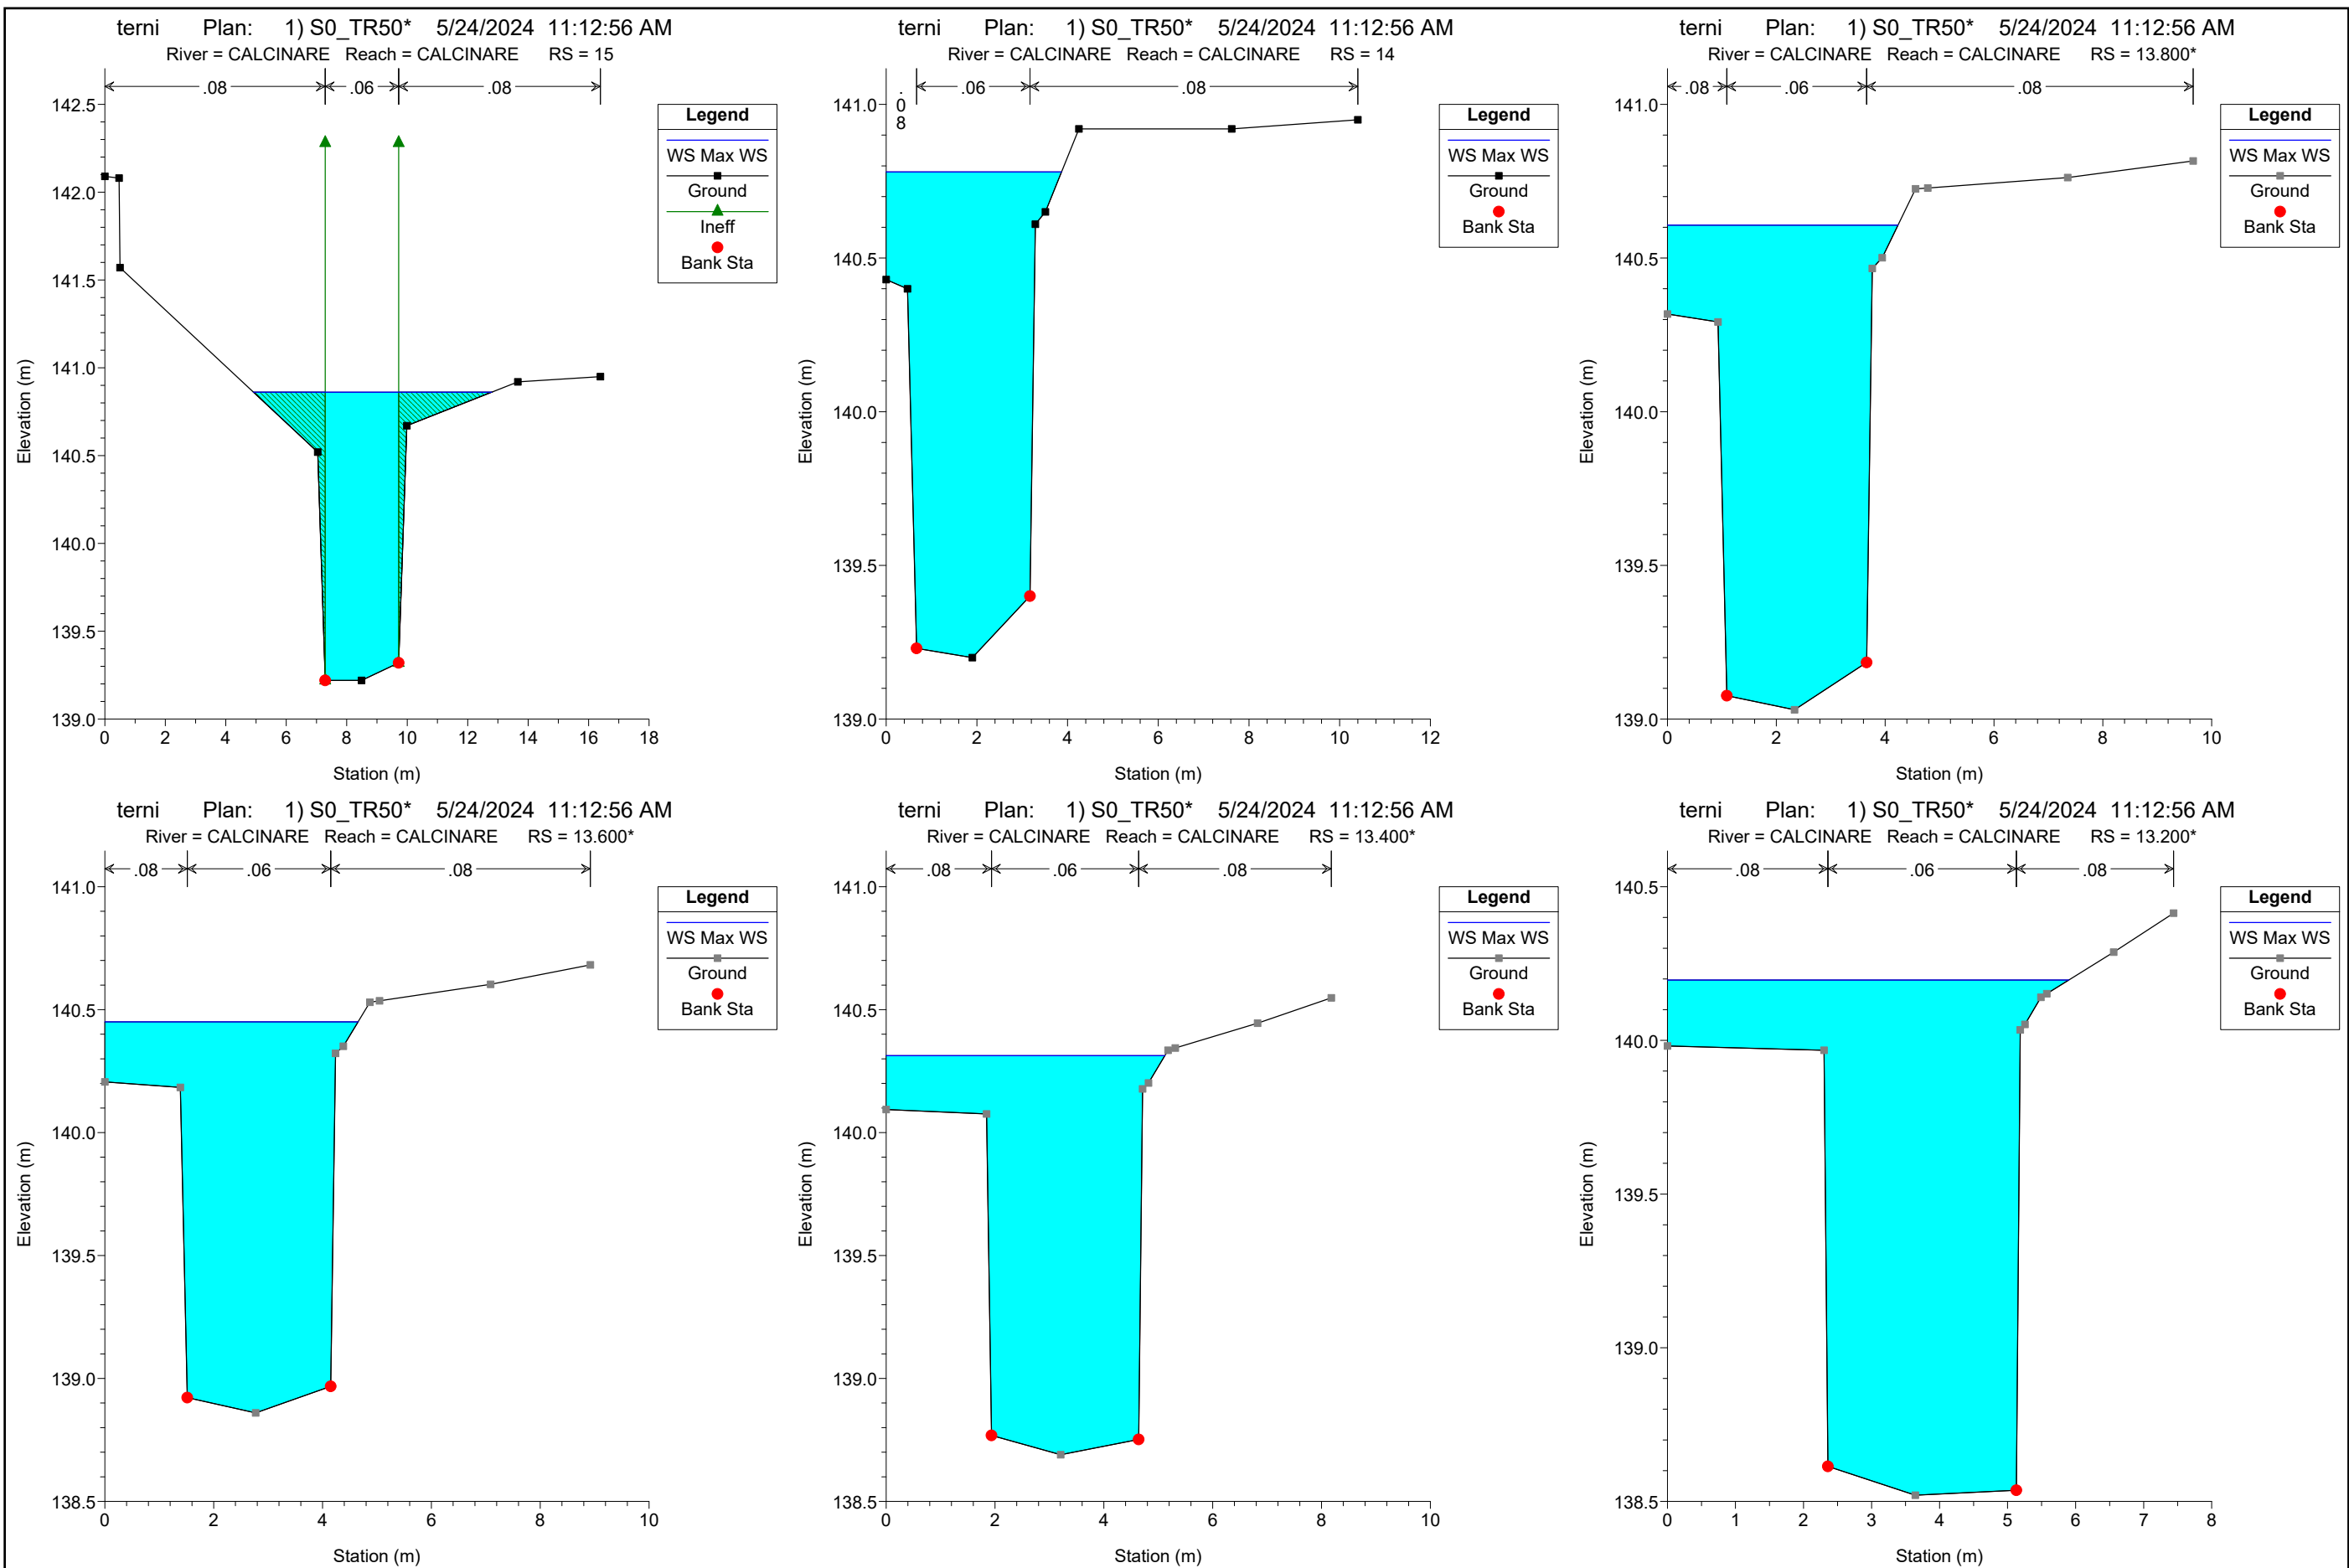 terni Plan: 1) S0_TR50* 5/24/2024 11:12:56 AM
River = CALCINARE Reach = CALCINARE RS = 15
.08 .06 .08
Legend
WS Max WS
Ground
Ineff
Bank Sta
142.5
142.0
141.5
141.0
140.5
140.0
139.5
139.0
Elevation (m)
0 2 4 6 8 10 12 14 16 18
Station (m)
terni Plan: 1) S0_TR50* 5/24/2024 11:12:56 AM
River = CALCINARE Reach = CALCINARE RS = 14
.08 .06 .08
Legend
WS Max WS
Ground
Bank Sta
141.0
140.5
140.0
139.5
139.0
Elevation (m)
0 2 4 6 8 10 12
Station (m)
terni Plan: 1) S0_TR50* 5/24/2024 11:12:56 AM
River = CALCINARE Reach = CALCINARE RS = 13.800*
.08 .06 .08
Legend
WS Max WS
Ground
Bank Sta
141.0
140.5
140.0
139.5
139.0
Elevation (m)
0 2 4 6 8 10
Station (m)
terni Plan: 1) S0_TR50* 5/24/2024 11:12:56 AM
River = CALCINARE Reach = CALCINARE RS = 13.600*
.08 .06 .08
Legend
WS Max WS
Ground
Bank Sta
141.0
140.5
140.0
139.5
139.0
138.5
Elevation (m)
0 2 4 6 8 10
Station (m)
terni Plan: 1) S0_TR50* 5/24/2024 11:12:56 AM
River = CALCINARE Reach = CALCINARE RS = 13.400*
.08 .06 .08
Legend
WS Max WS
Ground
Bank Sta
141.0
140.5
140.0
139.5
139.0
138.5
Elevation (m)
0 2 4 6 8 10
Station (m)
terni Plan: 1) S0_TR50* 5/24/2024 11:12:56 AM
River = CALCINARE Reach = CALCINARE RS = 13.200*
.08 .06 .08
Legend
WS Max WS
Ground
Bank Sta
140.5
140.0
139.5
139.0
138.5
Elevation (m)
0 1 2 3 4 5 6 7 8
Station (m)